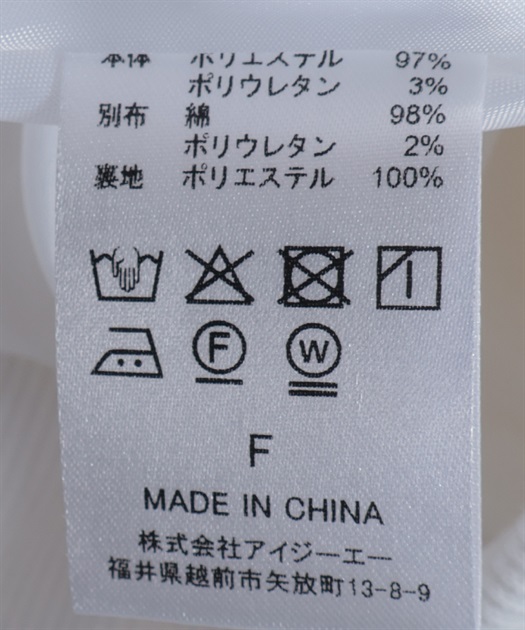 本体 ポリエステル 97%
ポリウレタン 3%
別布 綿 98%
ポリウレタン 2%
裏地 ポリエステル 100%
F W
F
MADE IN CHINA
株式会社アイジーエー
福井県越前市矢放町13-8-9